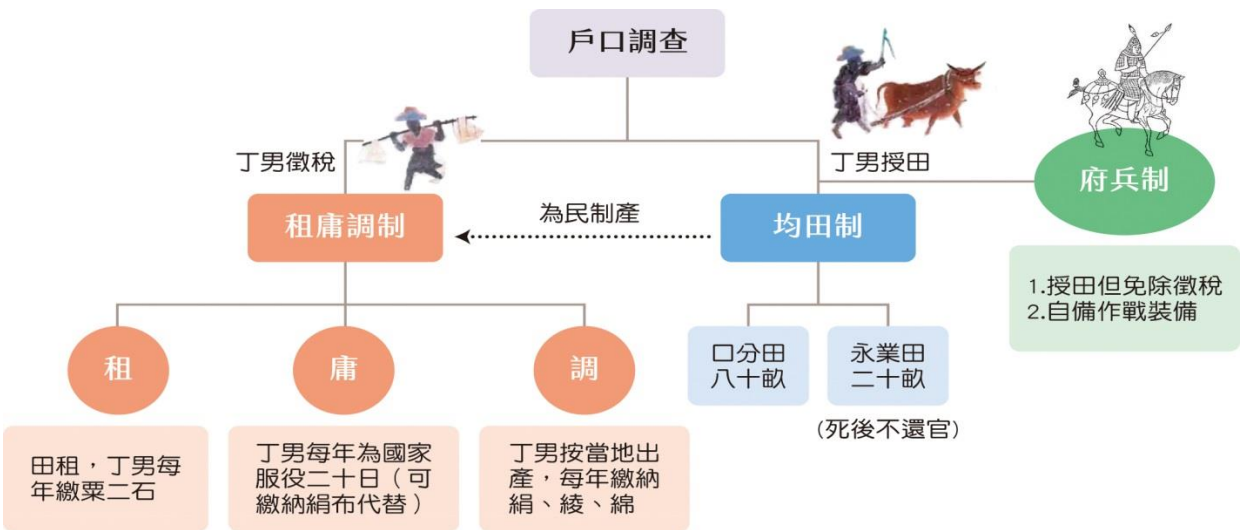 戶口調查
丁男徵稅
丁男授田
府兵制
租庸調制
為民制產
均田制
1.授田但免除徵稅
2.自備作戰裝備
租
庸
調
口分田
八十畝
永業田
二十畝
(死後不還官)
田租，丁男每
年繳粟二石
丁男每年為國家
服役二十日（可
繳納絹布代替）
丁男按當地出
產，每年繳納
絹、綾、綿